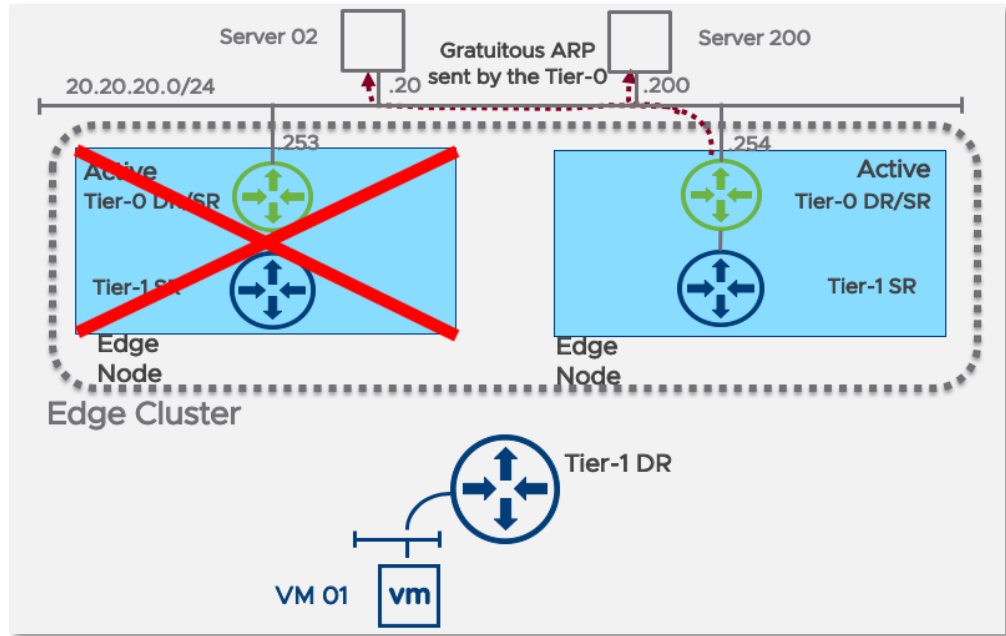 Server 02
Gratuitous ARP
sent by the Tier-0
Server 200
20.20.20.0/24
.20
.200
.253
.254
Active
Tier-0 DR/SR
Tier-1 SR
Edge
Node
Active
Tier-0 DR/SR
Tier-1 SR
Edge
Node
Edge Cluster
Tier-1 DR
VM 01
vm